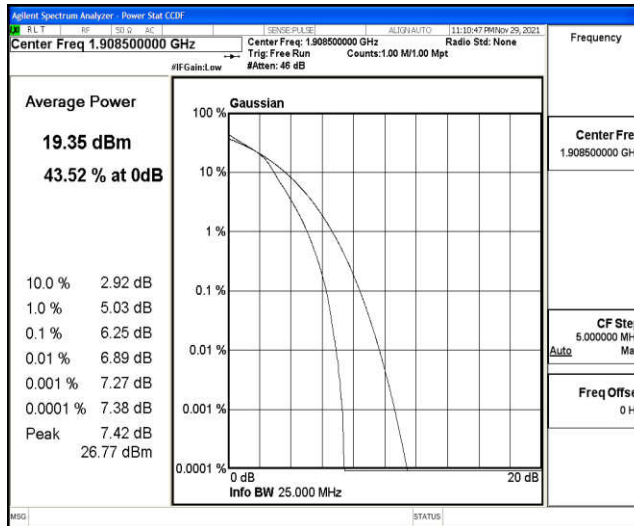 Agilent Spectrum Analyzer - Power Stat CCDF
LXI R L T RF 50 Ω AC SENSE:PULSE ALIGN AUTO 11:10:47 PM Nov 29, 2021
Center Freq 1.908500000 GHz
Center Freq: 1.908500000 GHz Radio Std: None
Trig: Free Run Counts:1.00 M/1.00 Mpt
#IFGain:Low #Atten: 46 dB
Frequency
Average Power
19.35 dBm
43.52 % at 0dB
10.0 % 2.92 dB
1.0 % 5.03 dB
0.1 % 6.25 dB
0.01 % 6.89 dB
0.001 % 7.27 dB
0.0001 % 7.38 dB
Peak 7.42 dB
26.77 dBm
Gaussian
100 %
10 %
1 %
0.1 %
0.01 %
0.001 %
0.0001 %
0 dB 20 dB
Info BW 25.000 MHz
Center Fre
1.908500000 GH
CF Ste
5.000000 MH
Auto Ma
Freq Offse
0 H
MSG STATUS